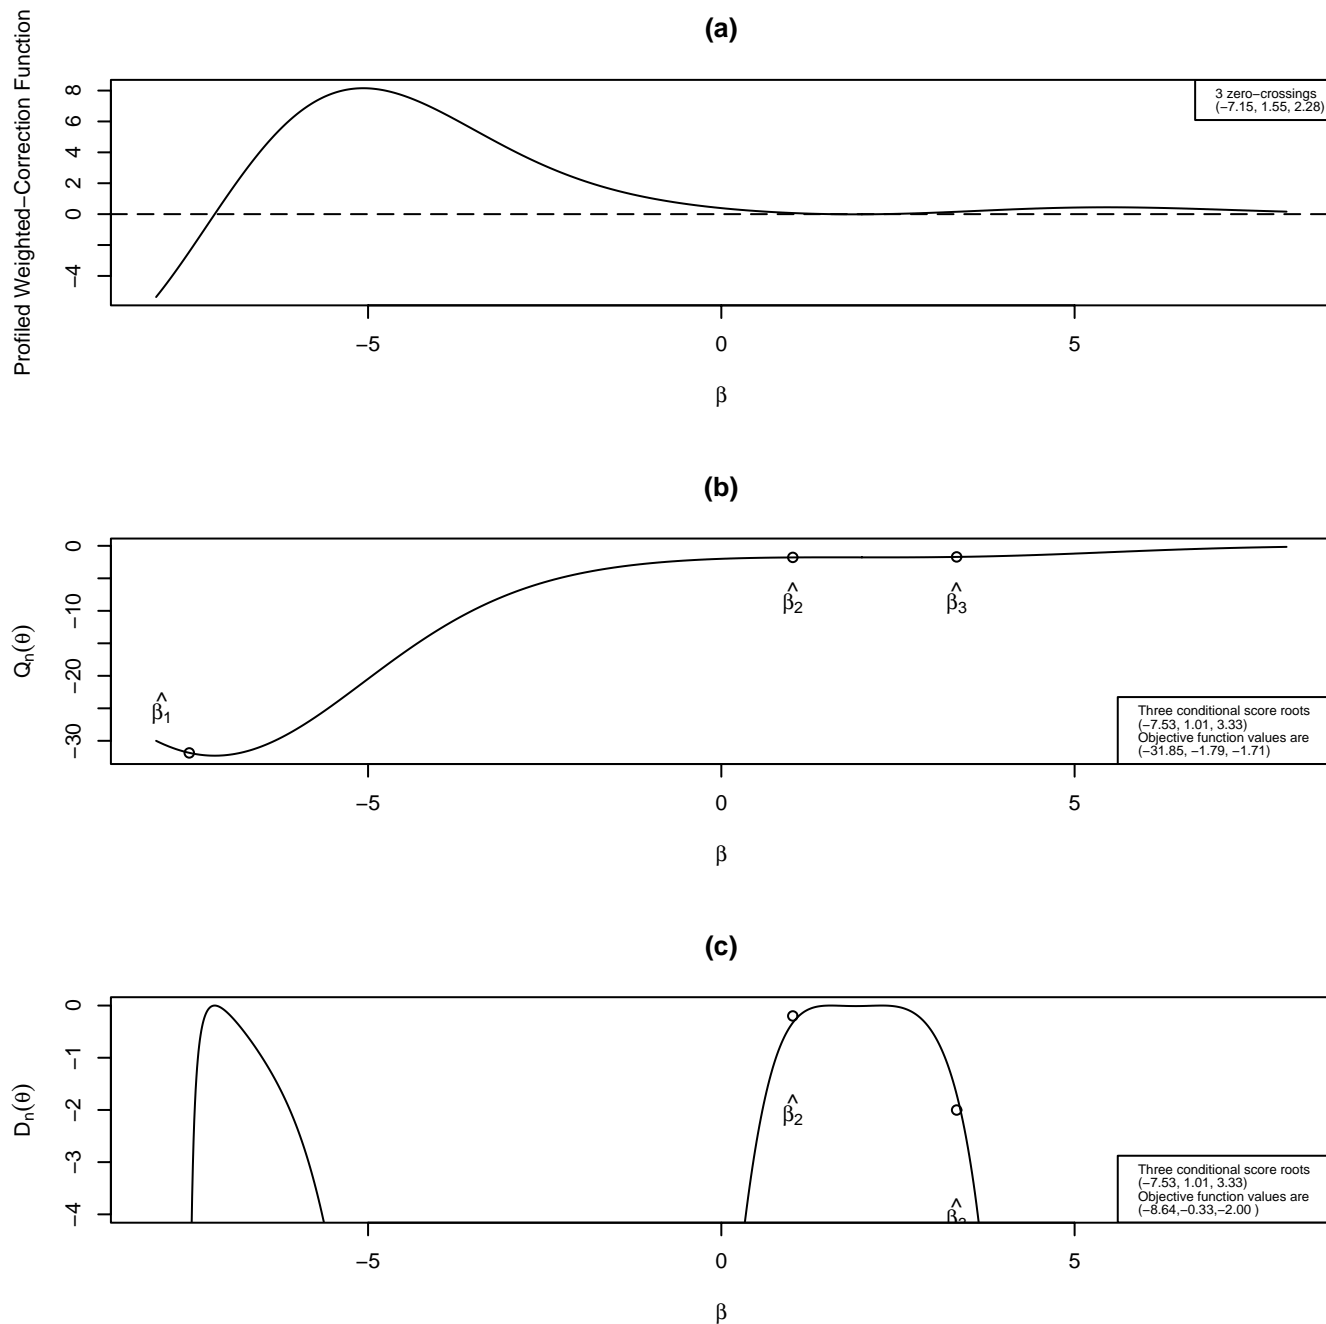 (a)
Profiled Weighted−Correction Function
8
6
4
2
0
−4
3 zero−crossings
(−7.15, 1.55, 2.28)
−5
0
5
β
(b)
Qn(θ)
0
−10
−20
−30
β̂1
β̂2
β̂3
Three conditional score roots
(−7.53, 1.01, 3.33)
Objective function values are
(−31.85, −1.79, −1.71)
−5
0
5
β
(c)
Dn(θ)
0
−1
−2
−3
−4
β̂2
β̂3
Three conditional score roots
(−7.53, 1.01, 3.33)
Objective function values are
(−8.64,−0.33,−2.00 )
−5
0
5
β